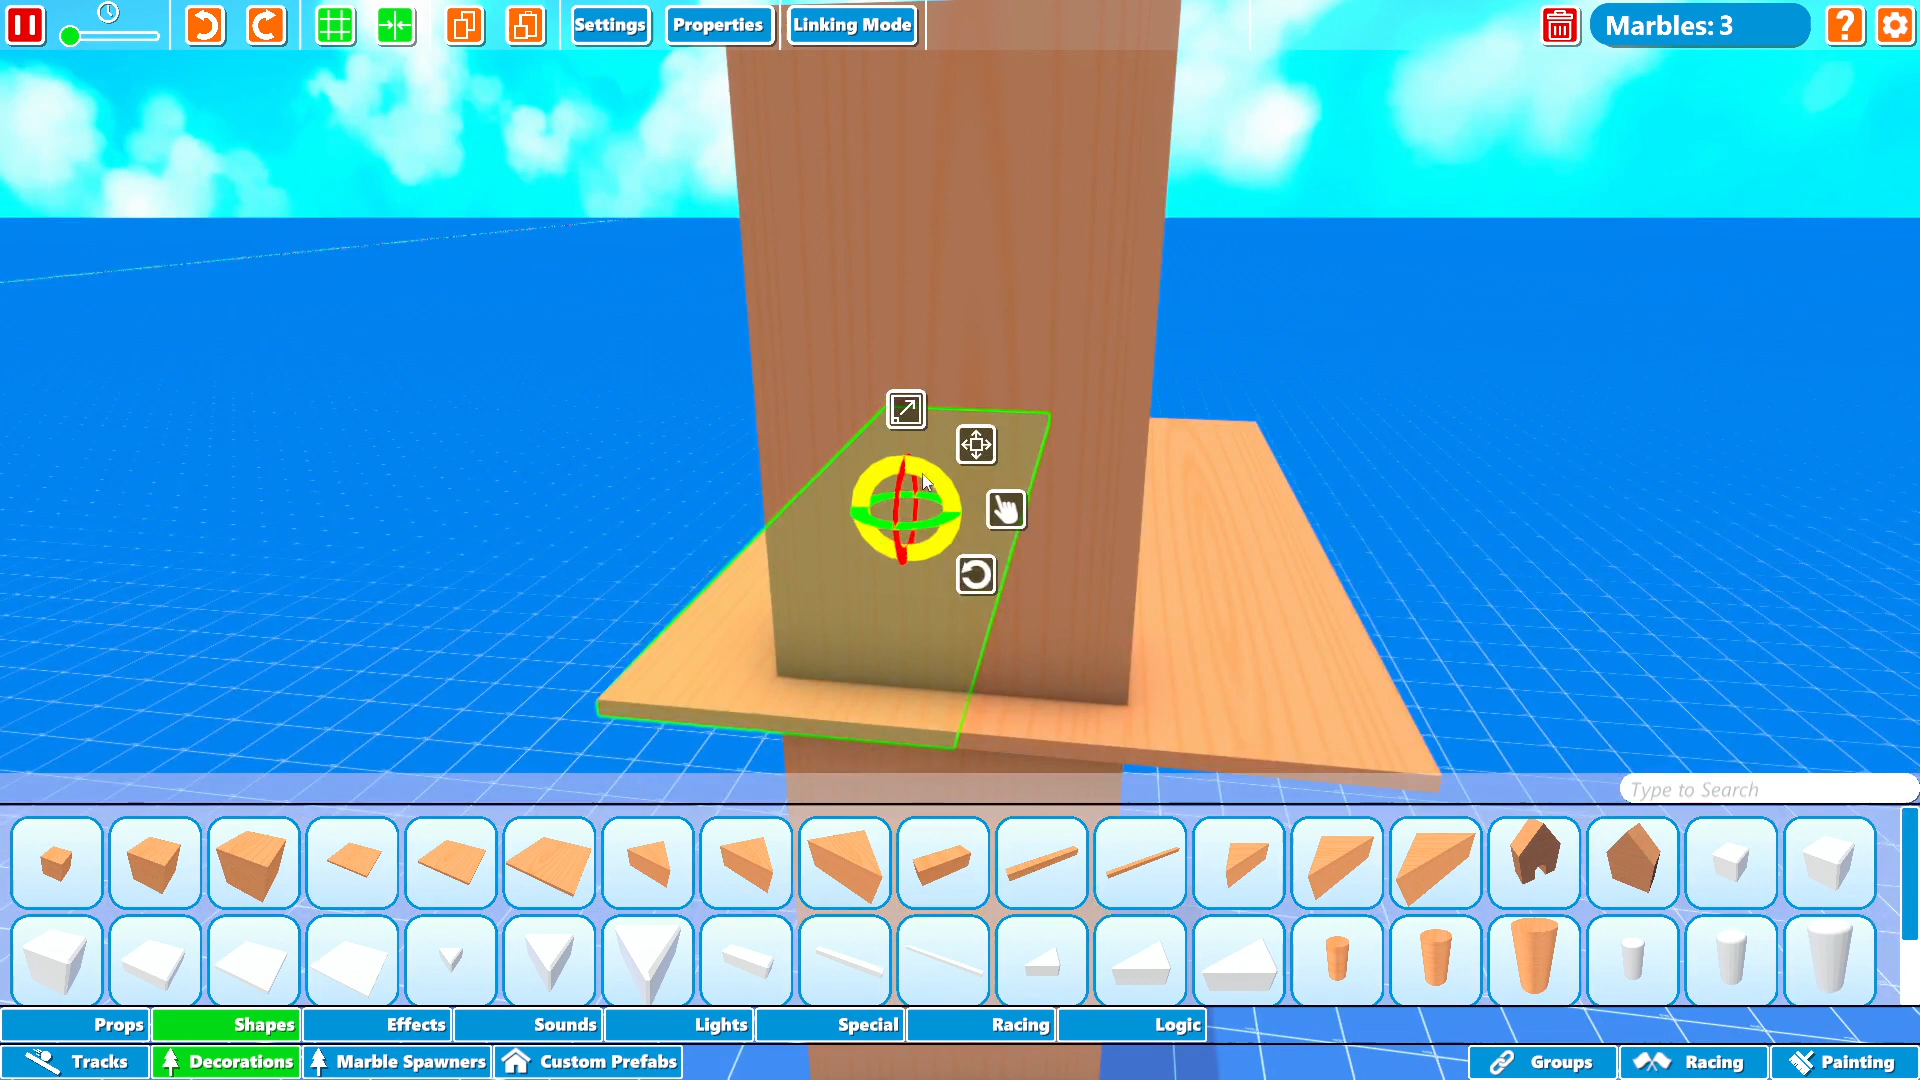 Settings Properties Linking Mode Marbles: 3 ?
Type to Search
Props Shapes Effects Sounds Lights Special Racing Logic
Tracks Decorations Marble Spawners Custom Prefabs Groups Racing Painting